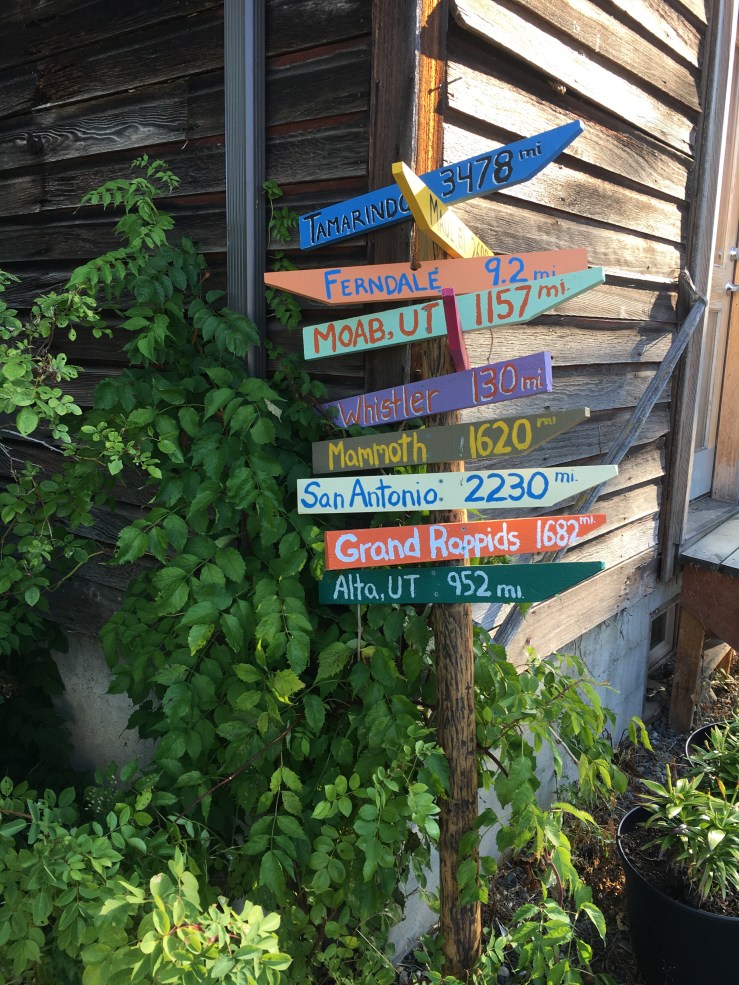 TAMARINDO 3478 mi
FERNDALE 9.2 mi
MOAB, UT 1157 mi.
Whistler 130 mi
Mammoth 1620 mi
San Antonio. 2230 mi.
Grand Rappids 1682 mi.
Alta, UT 952 mi.